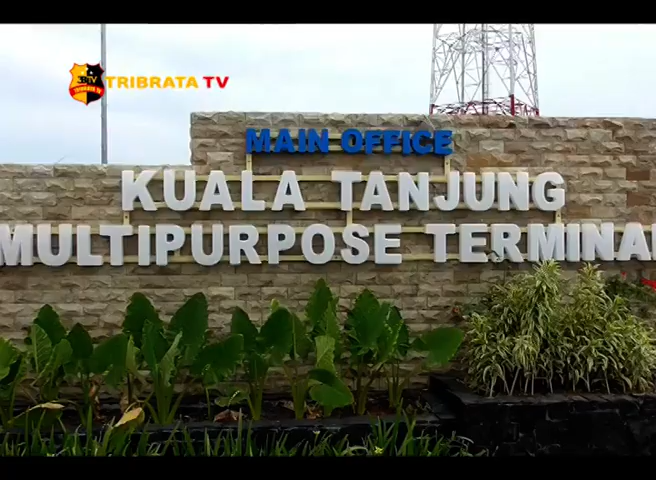 TRIBRATA TV
MAIN OFFICE
KUALA TANJUNG
MULTIPURPOSE TERMINAL